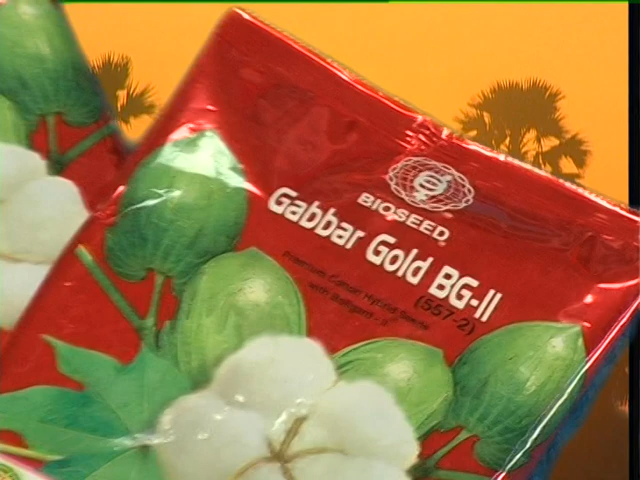 BIOSEED
Gabbar Gold BG-II
(557-2)
Premium Cotton Hybrid Seeds
with Bollgard - II